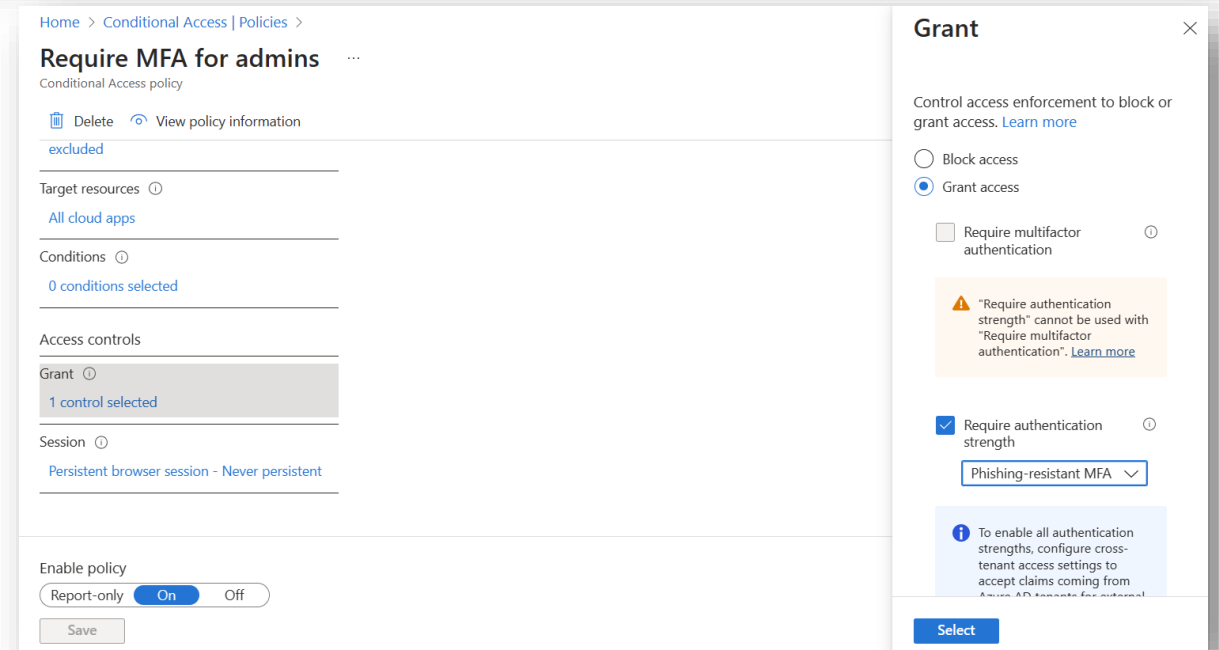 Home > Conditional Access | Policies >
Require MFA for admins ...
Conditional Access policy
Delete View policy information
excluded
Target resources
All cloud apps
Conditions
0 conditions selected
Access controls
Grant
1 control selected
Session
Persistent browser session - Never persistent
Enable policy
Report-only On Off
Save
Grant
Control access enforcement to block or
grant access. Learn more
Block access
Grant access
Require multifactor
authentication
"Require authentication
strength" cannot be used with
"Require multifactor
authentication". Learn more
Require authentication
strength
Phishing-resistant MFA
To enable all authentication
strengths, configure cross-
tenant access settings to
accept claims coming from
Azure AD tenants for external
Select